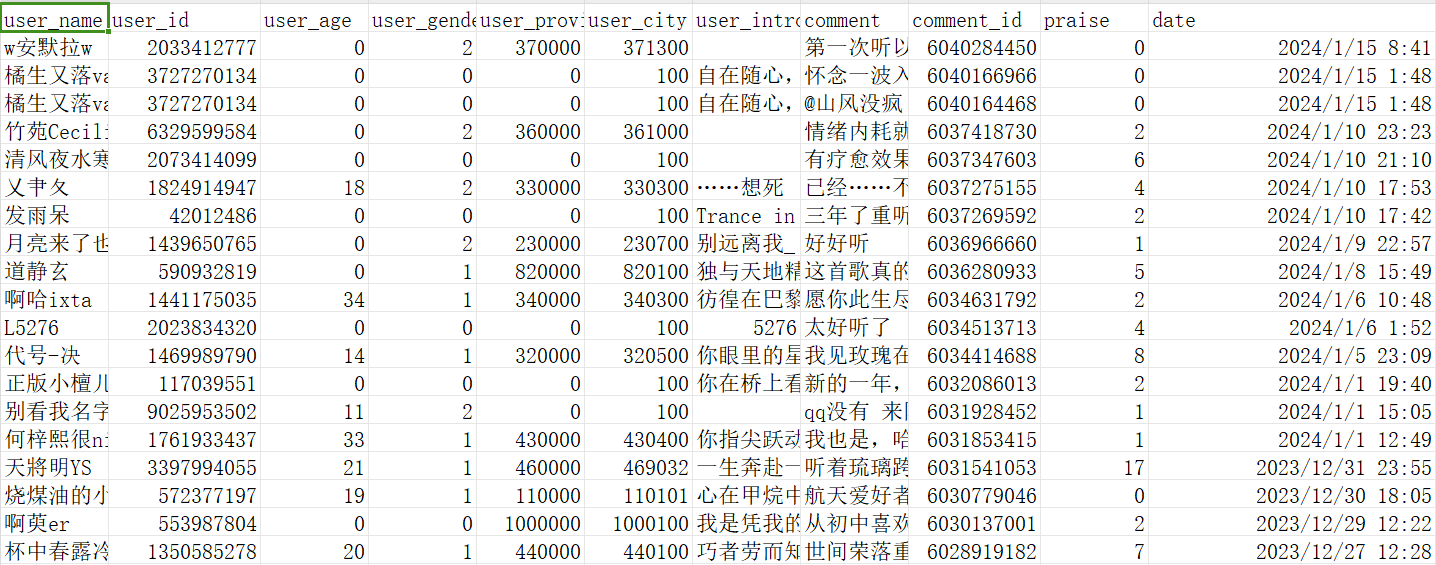 user_name user_id user_age user_gende user_provi user_city user_intro comment comment_id praise date
w安默拉w 2033412777 0 2 370000 371300 第一次听以 6040284450 0 2024/1/15 8:41
橘生又落va 3727270134 0 0 0 100 自在随心, 怀念一波入 6040166966 0 2024/1/15 1:48
橘生又落va 3727270134 0 0 0 100 自在随心, @山风没疯 6040164468 0 2024/1/15 1:48
竹苑Cecili 6329599584 0 2 360000 361000 情绪内耗就 6037418730 2 2024/1/10 23:23
清风夜水寒 2073414099 0 0 0 100 有疗愈效果 6037347603 6 2024/1/10 21:10
乂肀夂 1824914947 18 2 330000 330300 ……想死 已经……不 6037275155 4 2024/1/10 17:53
发雨呆 42012486 0 0 0 100 Trance in 三年了重听 6037269592 2 2024/1/10 17:42
月亮来了也 1439650765 0 2 230000 230700 别远离我_ 好好听 6036966660 1 2024/1/9 22:57
道静玄 590932819 0 1 820000 820100 独与天地精 这首歌真的 6036280933 5 2024/1/8 15:49
啊哈ixta 1441175035 34 1 340000 340300 彷徨在巴黎 愿你此生尽 6034631792 2 2024/1/6 10:48
L5276 2023834320 0 0 0 100 5276 太好听了 6034513713 4 2024/1/6 1:52
代号-决 1469989790 14 1 320000 320500 你眼里的星 我见玫瑰在 6034414688 8 2024/1/5 23:09
正版小檀儿 117039551 0 0 0 100 你在桥上看 新的一年, 6032086013 2 2024/1/1 19:40
别看我名字 9025953502 11 2 0 100 qq没有 来网 6031928452 1 2024/1/1 15:05
何梓熙很ni 1761933437 33 1 430000 430400 你指尖跃动 我也是,哈 6031853415 1 2024/1/1 12:49
天將明YS 3397994055 21 1 460000 469032 一生奔赴一 听着琉璃跨 6031541053 17 2023/12/31 23:55
烧煤油的小 572377197 19 1 110000 110101 心在甲烷中 航天爱好者 6030779046 0 2023/12/30 18:05
啊萸er 553987804 0 0 1000000 1000100 我是凭我的 从初中喜欢 6030137001 2 2023/12/29 12:22
杯中春露冷 1350585278 20 1 440000 440100 巧者劳而知 世间荣落重 6028919182 7 2023/12/27 12:28